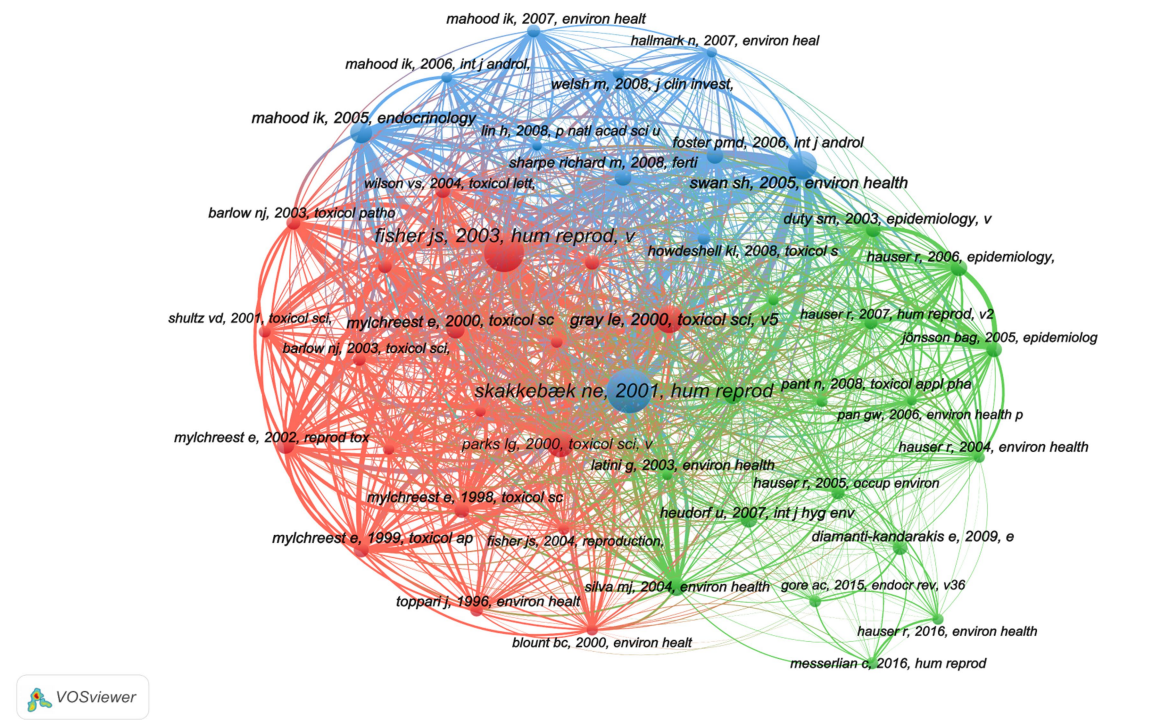 mahood ik, 2007, environ healt
hallmark n, 2007, environ heal
mahood ik, 2006, int j androl,
welsh m, 2008, j clin invest,
mahood ik, 2005, endocrinology
lin h, 2008, p natl acad sci u
foster pmd, 2006, int j androl
sharpe richard m, 2008, ferti
wilson vs, 2004, toxicol lett,
swan sh, 2005, environ health
barlow nj, 2003, toxicol patho
duty sm, 2003, epidemiology, v
fisher js, 2003, hum reprod, v
howdeshell kl, 2008, toxicol s
hauser r, 2006, epidemiology,
shultz vd, 2001, toxicol sci,
mylchreest e, 2000, toxicol sc
gray le, 2000, toxicol sci, v5
hauser r, 2007, hum reprod, v2
jönsson bag, 2005, epidemiolog
barlow nj, 2003, toxicol sci,
skakkebæk ne, 2001, hum reprod
pant n, 2008, toxicol appl pha
pan gw, 2006, environ health p
mylchreest e, 2002, reprod tox
parks lg, 2000, toxicol sci, v
hauser r, 2004, environ health
latini g, 2003, environ health
hauser r, 2005, occup environ
mylchreest e, 1998, toxicol sc
heudorf u, 2007, int j hyg env
mylchreest e, 1999, toxicol ap
fisher js, 2004, reproduction,
diamanti-kandarakis e, 2009, e
silva mj, 2004, environ health
gore ac, 2015, endocr rev, v36
toppari j, 1996, environ healt
hauser r, 2016, environ health
blount bc, 2000, environ healt
messerlian c, 2016, hum reprod
VOSviewer